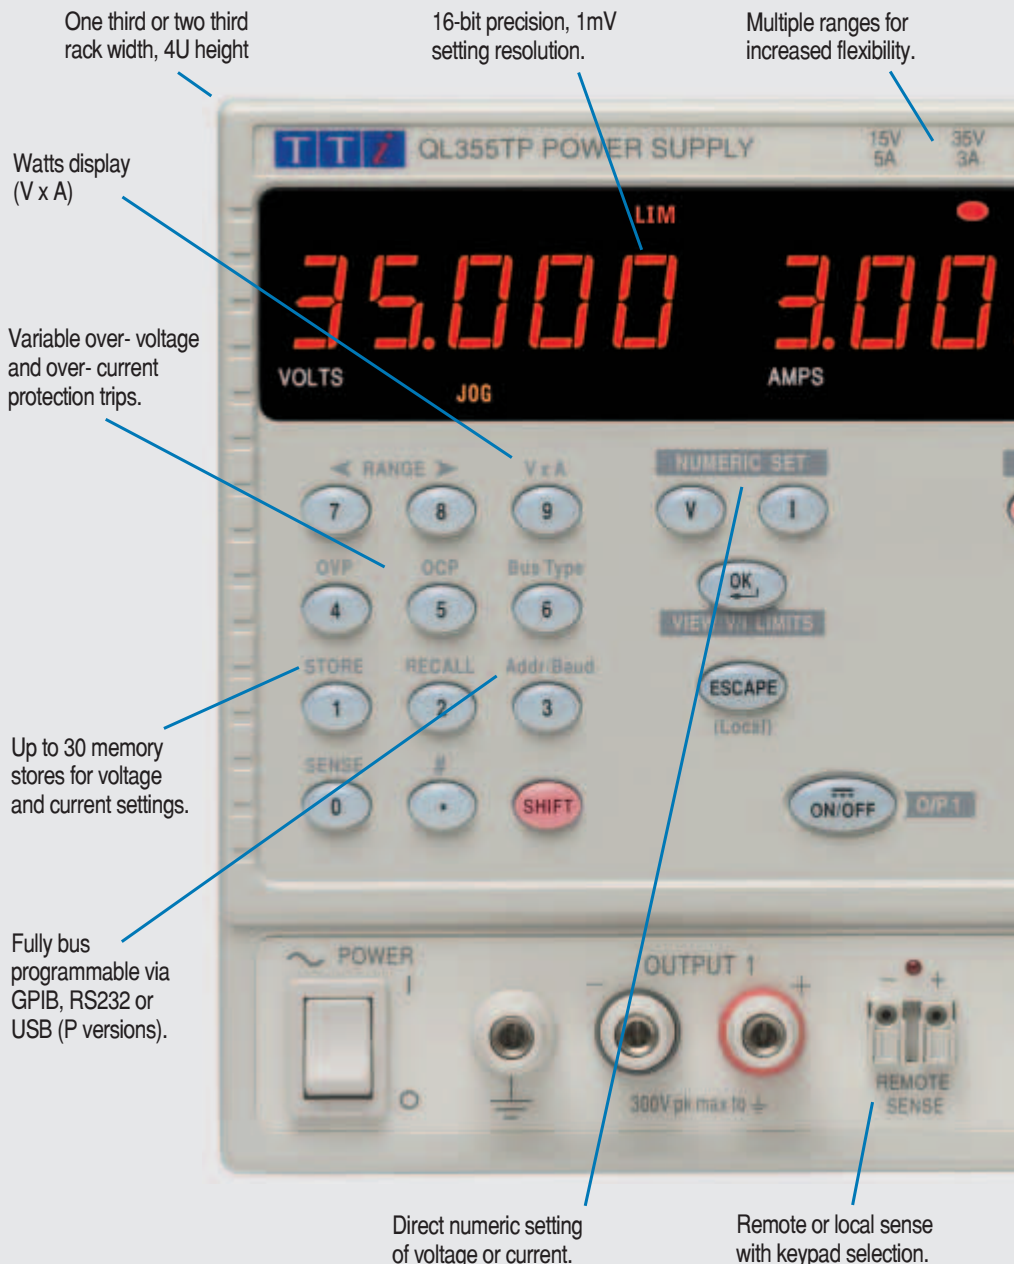 One third or two third
rack width, 4U height
16-bit precision, 1mV
setting resolution.
Multiple ranges for
increased flexibility.
TTi QL355TP POWER SUPPLY
15V 35V
5A 3A
Watts display
(V x A)
LIM
35.000 3.00
VOLTS JOG AMPS
Variable over- voltage
and over- current
protection trips.
RANGE V x A NUMERIC SET
7 8 9 V I
OVP OCP Bus Type
4 5 6 OK
VIEW V/I LIMITS
STORE RECALL Addr/Baud
1 2 3 ESCAPE
(Local)
Up to 30 memory
stores for voltage
and current settings.
SENSE #
0 . SHIFT ON/OFF O/P 1
Fully bus
programmable via
GPIB, RS232 or
USB (P versions).
POWER OUTPUT 1
I - + - +
O
300V pk max to
REMOTE
SENSE
Direct numeric setting
of voltage or current.
Remote or local sense
with keypad selection.